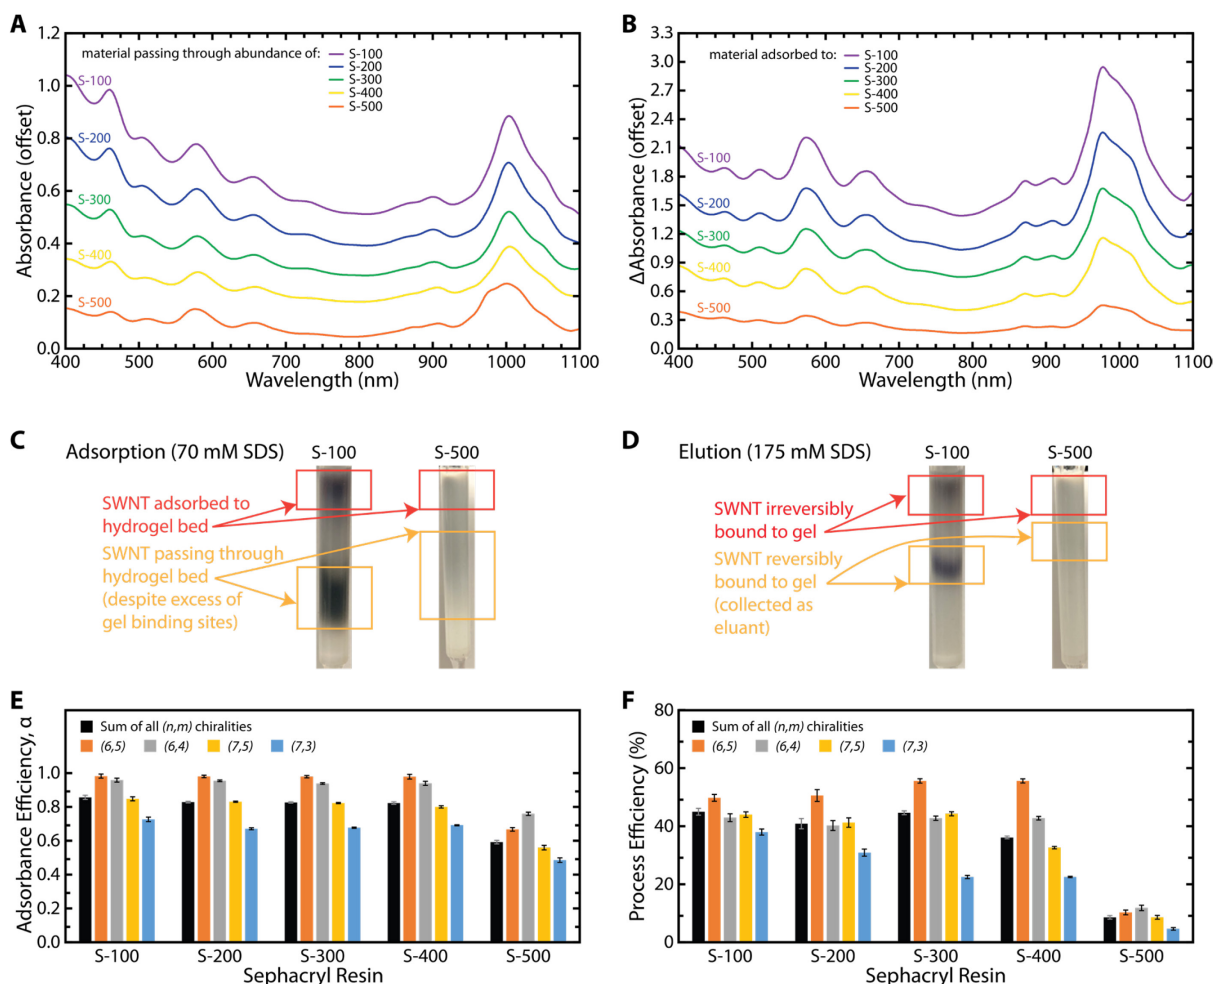 A
material passing through abundance of:
S-100
S-200
S-300
S-400
S-500
S-100
S-200
S-300
S-400
S-500
Absorbance (offset)
1.2
1.0
0.8
0.6
0.4
0.2
0.0
400 500 600 700 800 900 1000 1100
Wavelength (nm)
B
material adsorbed to:
S-100
S-200
S-300
S-400
S-500
S-100
S-200
S-300
S-400
S-500
ΔAbsorbance (offset)
3.3
3.0
2.7
2.4
2.1
1.8
1.5
1.2
0.9
0.6
0.3
0.0
400 500 600 700 800 900 1000 1100
Wavelength (nm)
C
Adsorption (70 mM SDS)
S-100
S-500
SWNT adsorbed to
hydrogel bed
SWNT passing through
hydrogel bed
(despite excess of
gel binding sites)
D
Elution (175 mM SDS)
S-100
S-500
SWNT irreversibly
bound to gel
SWNT reversibly
bound to gel
(collected as
eluant)
E
Sum of all (n,m) chiralities
(6,5) (6,4) (7,5) (7,3)
Adsorbance Efficiency, α
1.0
0.8
0.6
0.4
0.2
0.0
S-100 S-200 S-300 S-400 S-500
Sephacryl Resin
F
Sum of all (n,m) chiralities
(6,5) (6,4) (7,5) (7,3)
Process Efficiency (%)
80
60
40
20
0
S-100 S-200 S-300 S-400 S-500
Sephacryl Resin